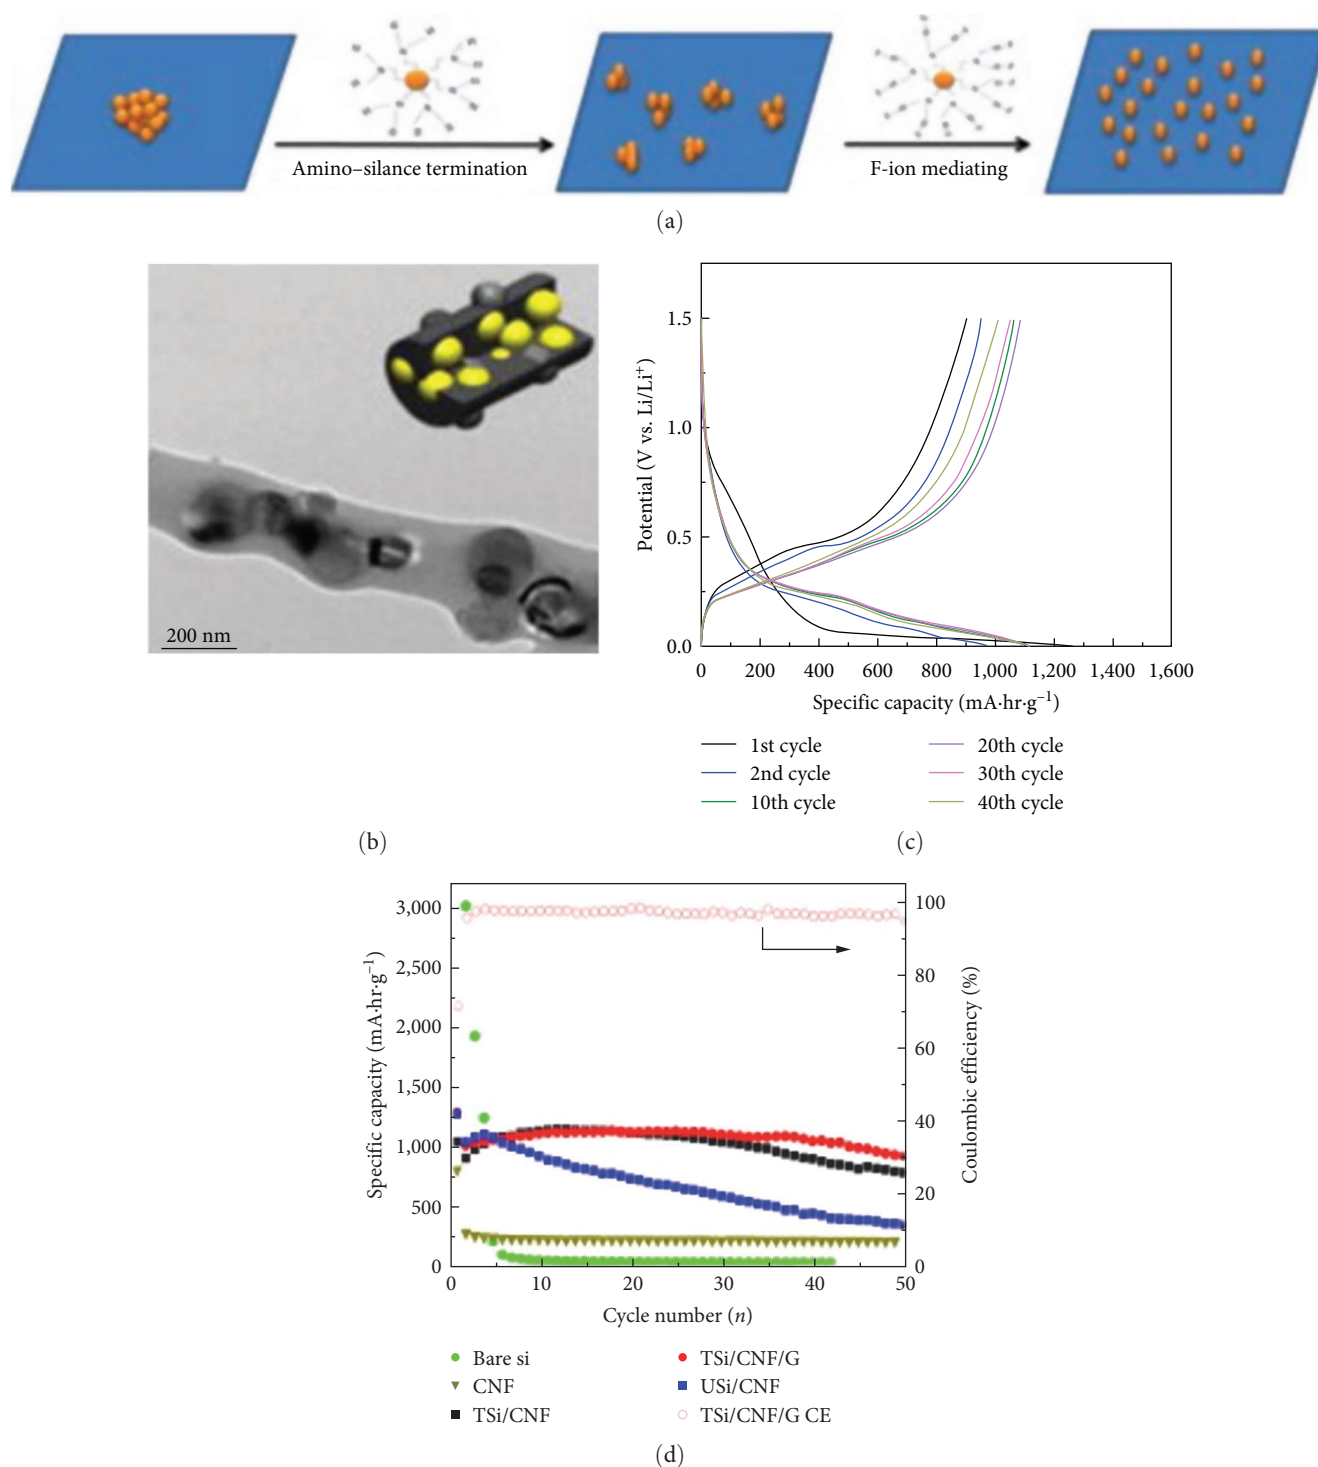 Amino–silance termination
F-ion mediating
(a)
200 nm
(b)
Potential (V vs. Li/Li⁺)
1.5
1.0
0.5
0.0
0 200 400 600 800 1,000 1,200 1,400 1,600
Specific capacity (mA·hr·g⁻¹)
1st cycle
2nd cycle
10th cycle
20th cycle
30th cycle
40th cycle
(c)
Specific capacity (mA·hr·g⁻¹)
3,000
2,500
2,000
1,500
1,000
500
0
Coulombic efficiency (%)
100
80
60
40
20
0
0 10 20 30 40 50
Cycle number (n)
Bare si
CNF
TSi/CNF
TSi/CNF/G
USi/CNF
TSi/CNF/G CE
(d)